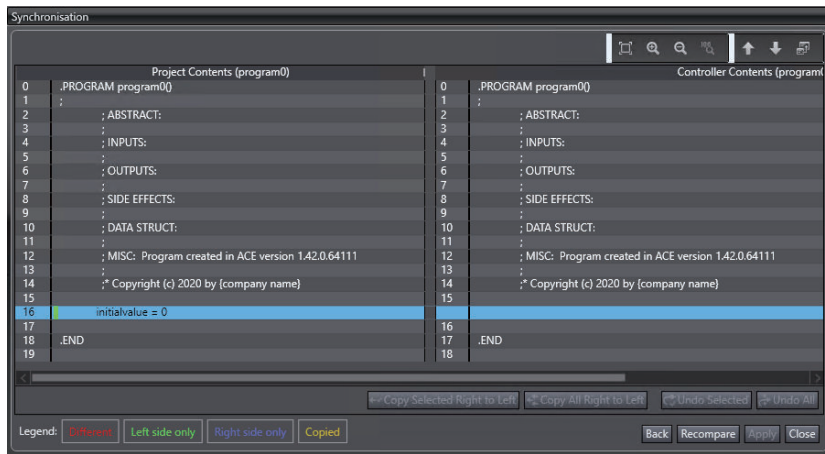 Synchronisation
Project Contents (program0)
Controller Contents (program(
0 .PROGRAM program0() 0 .PROGRAM program0()
1 ; 1 ;
2 ; ABSTRACT: 2 ; ABSTRACT:
3 ; 3 ;
4 ; INPUTS: 4 ; INPUTS:
5 ; 5 ;
6 ; OUTPUTS: 6 ; OUTPUTS:
7 ; 7 ;
8 ; SIDE EFFECTS: 8 ; SIDE EFFECTS:
9 ; 9 ;
10 ; DATA STRUCT: 10 ; DATA STRUCT:
11 ; 11 ;
12 ; MISC: Program created in ACE version 1.42.0.64111 12 ; MISC: Program created in ACE version 1.42.0.64111
13 ; 13 ;
14 ;* Copyright (c) 2020 by {company name} 14 ;* Copyright (c) 2020 by {company name}
15 15
16 initialvalue = 0
17 16
18 .END 17 .END
19 18
Copy Selected Right to Left Copy All Right to Left Undo Selected Undo All
Legend: Different Left side only Right side only Copied Back Recompare Apply Close